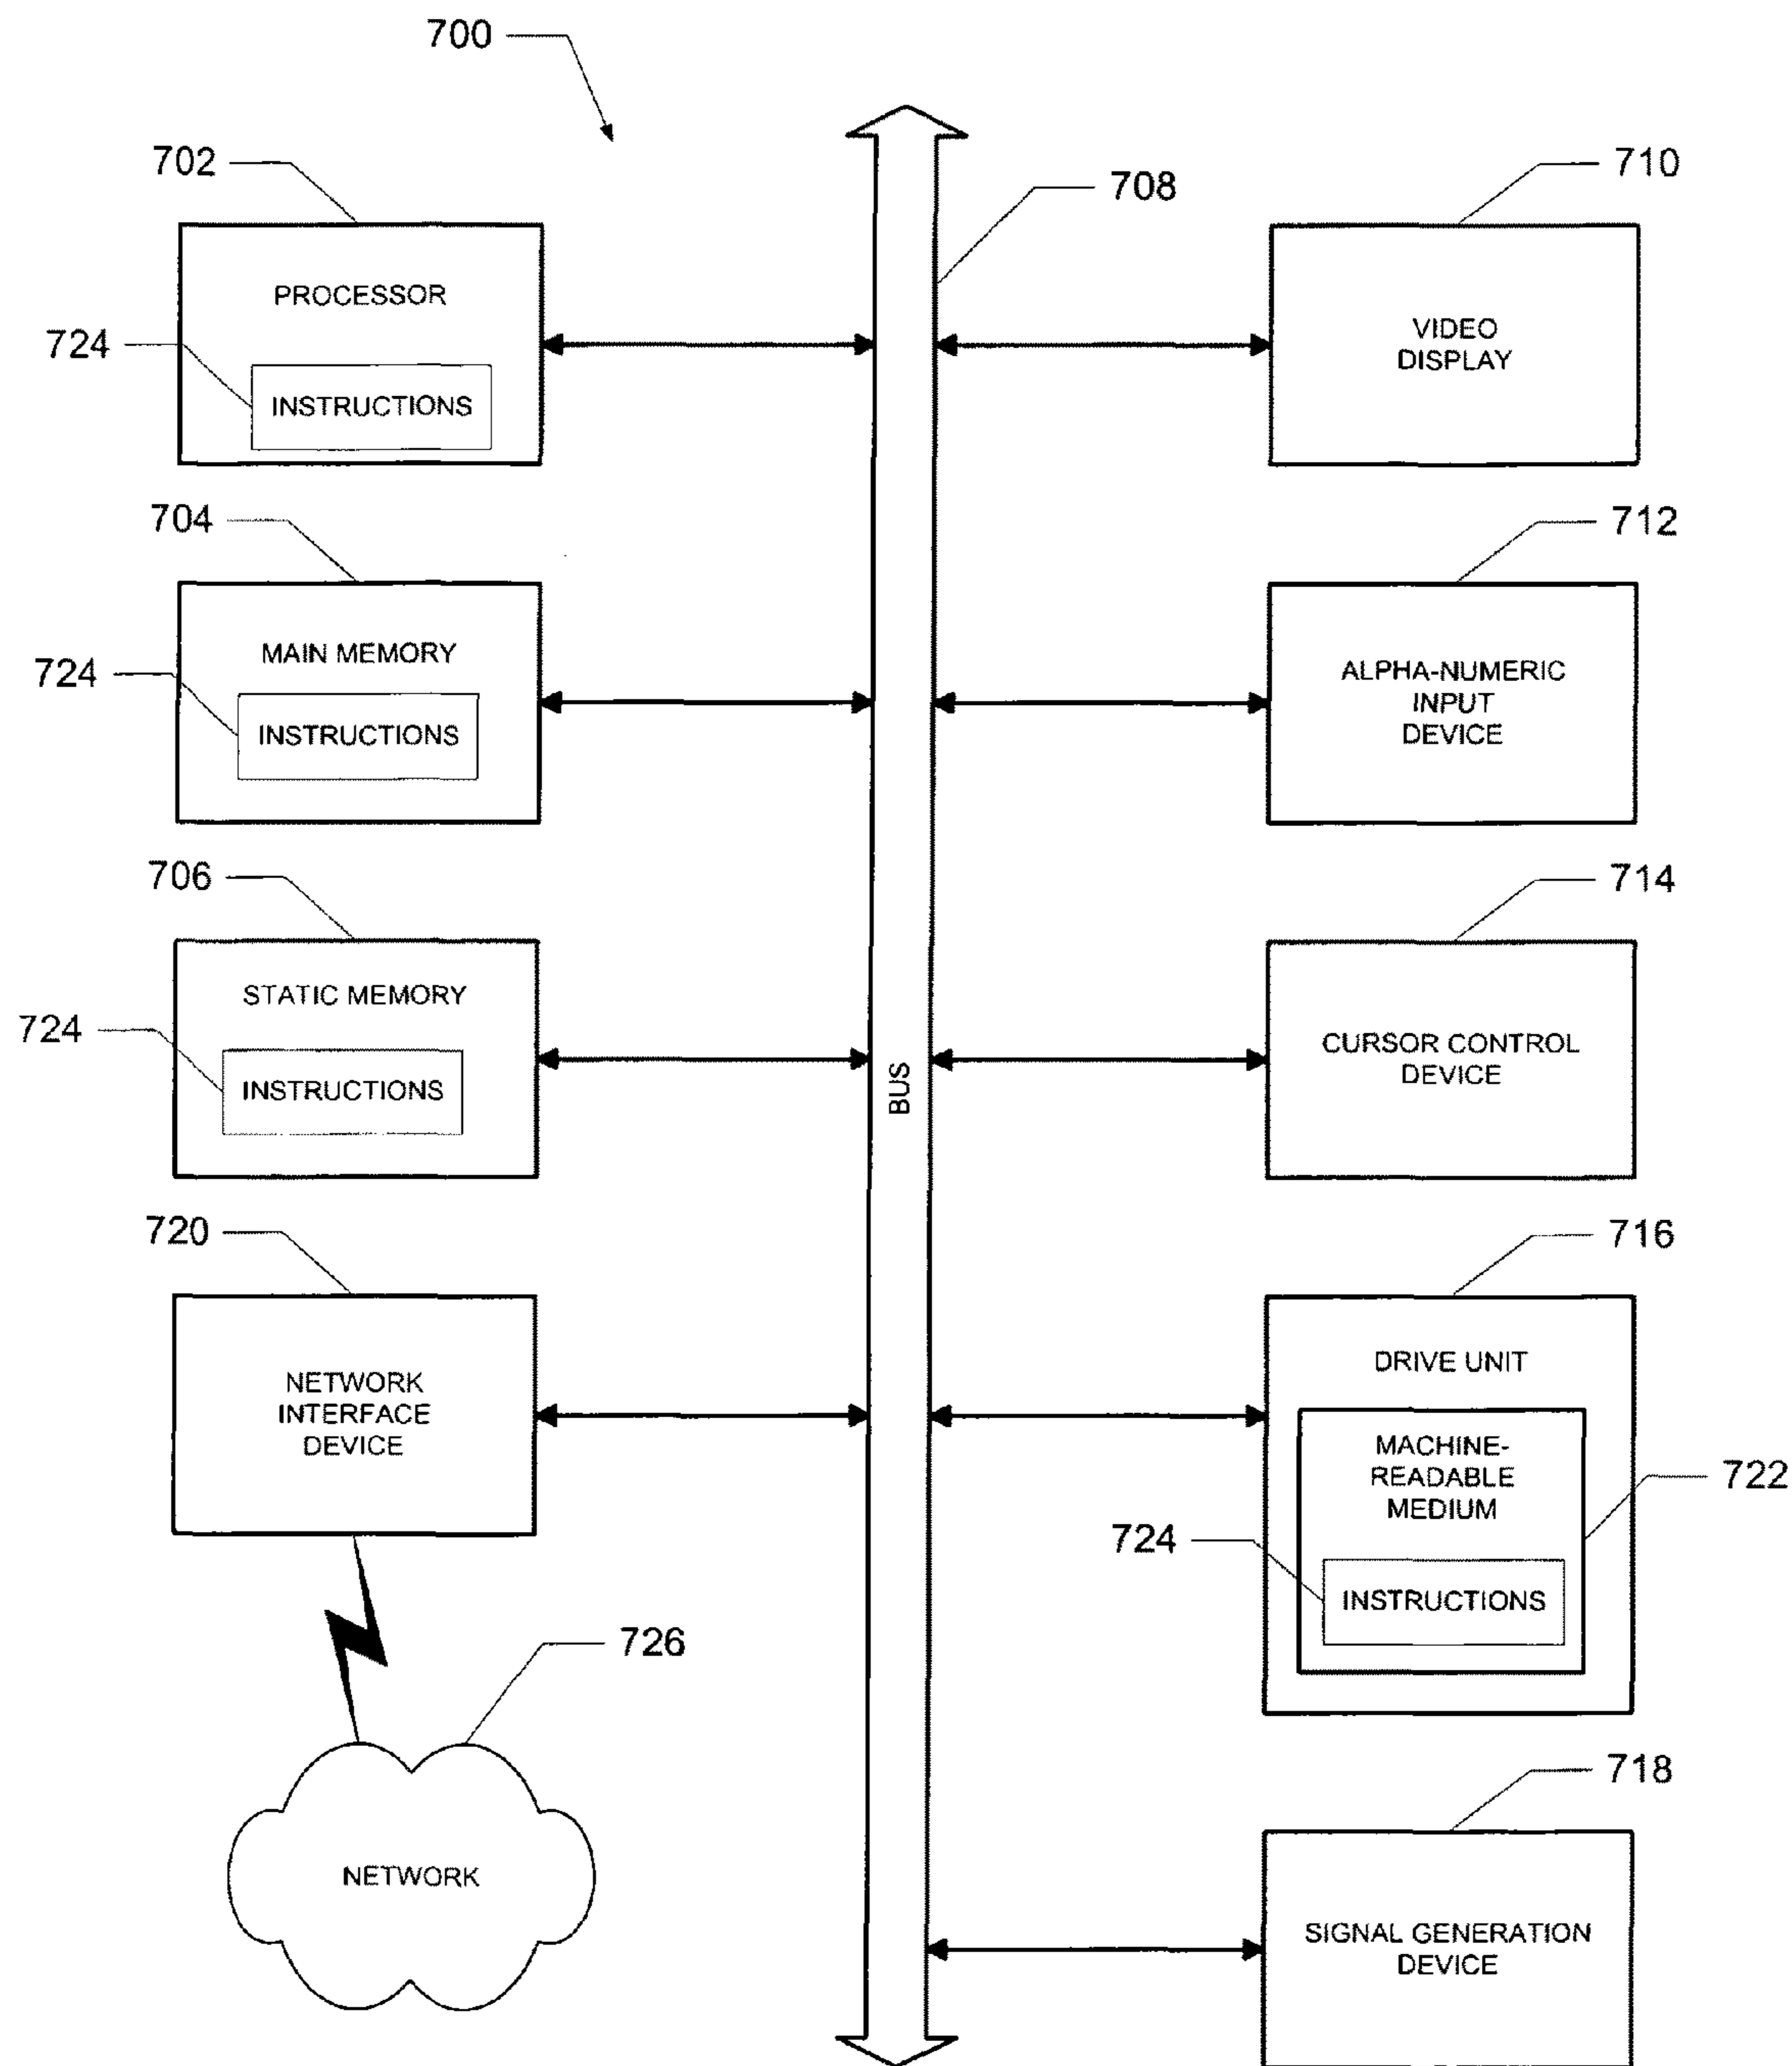 700
702
708
710
PROCESSOR
724
INSTRUCTIONS
VIDEO
DISPLAY
704
712
MAIN MEMORY
724
INSTRUCTIONS
ALPHA-NUMERIC
INPUT
DEVICE
706
714
STATIC MEMORY
724
INSTRUCTIONS
BUS
CURSOR CONTROL
DEVICE
720
716
NETWORK
INTERFACE
DEVICE
DRIVE UNIT
MACHINE-
READABLE
MEDIUM
722
724
INSTRUCTIONS
726
NETWORK
718
SIGNAL GENERATION
DEVICE